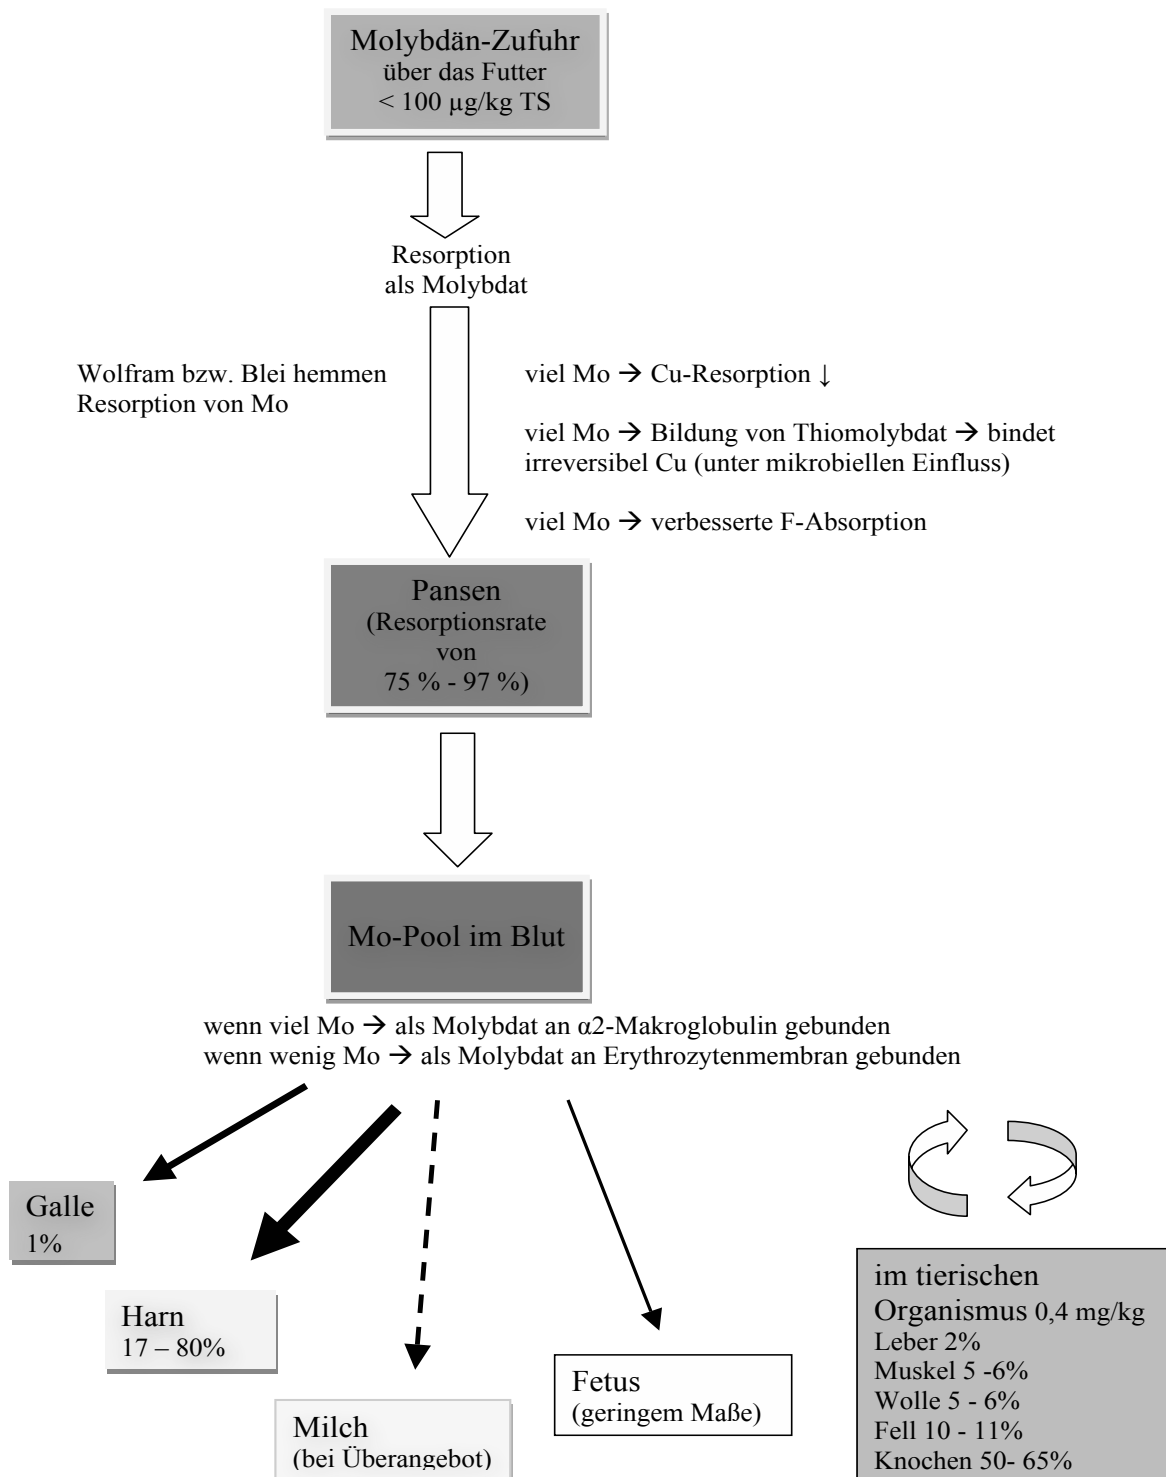 Molybdän-Zufuhr
über das Futter
< 100 µg/kg TS
Resorption
als Molybdat
Wolfram bzw. Blei hemmen
Resorption von Mo
viel Mo → Cu-Resorption ↓
viel Mo → Bildung von Thiomolybdat → bindet
irreversibel Cu (unter mikrobiellen Einfluss)
viel Mo → verbesserte F-Absorption
Pansen
(Resorptionsrate
von
75 % - 97 %)
Mo-Pool im Blut
wenn viel Mo → als Molybdat an α2-Makroglobulin gebunden
wenn wenig Mo → als Molybdat an Erythrozytenmembran gebunden
Galle
1%
Harn
17 – 80%
Milch
(bei Überangebot)
Fetus
(geringem Maße)
im tierischen
Organismus 0,4 mg/kg
Leber 2%
Muskel 5 -6%
Wolle 5 - 6%
Fell 10 - 11%
Knochen 50- 65%